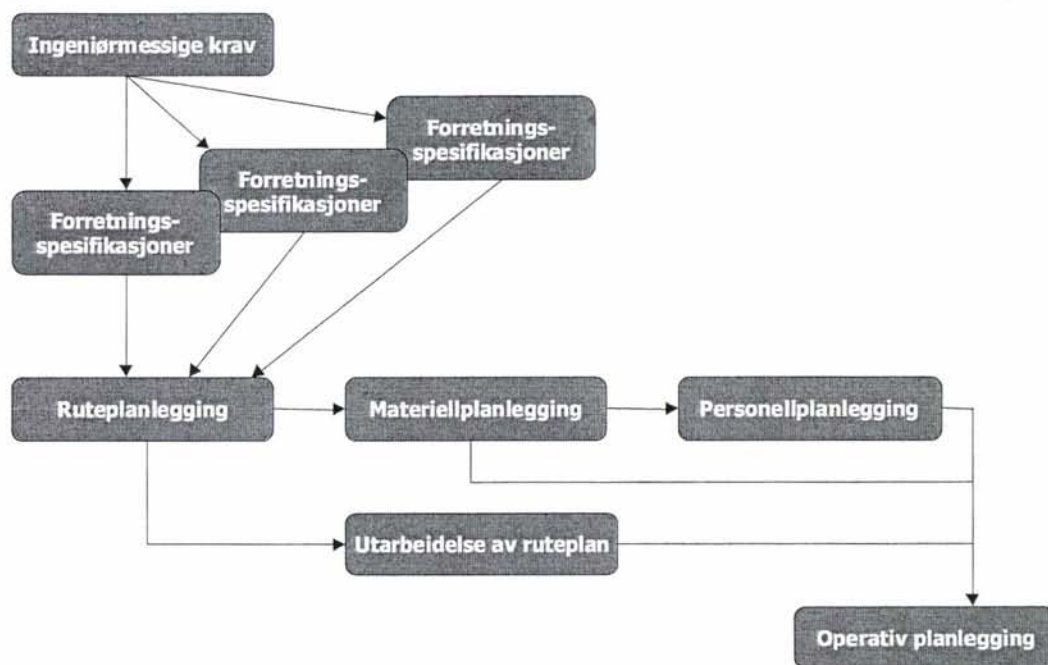 Ingeniørmessige krav
Forretnings-
spesifikasjoner
Forretnings-
spesifikasjoner
Forretnings-
spesifikasjoner
Ruteplanlegging
Materiellplanlegging
Personellplanlegging
Utarbeidelse av ruteplan
Operativ planlegging